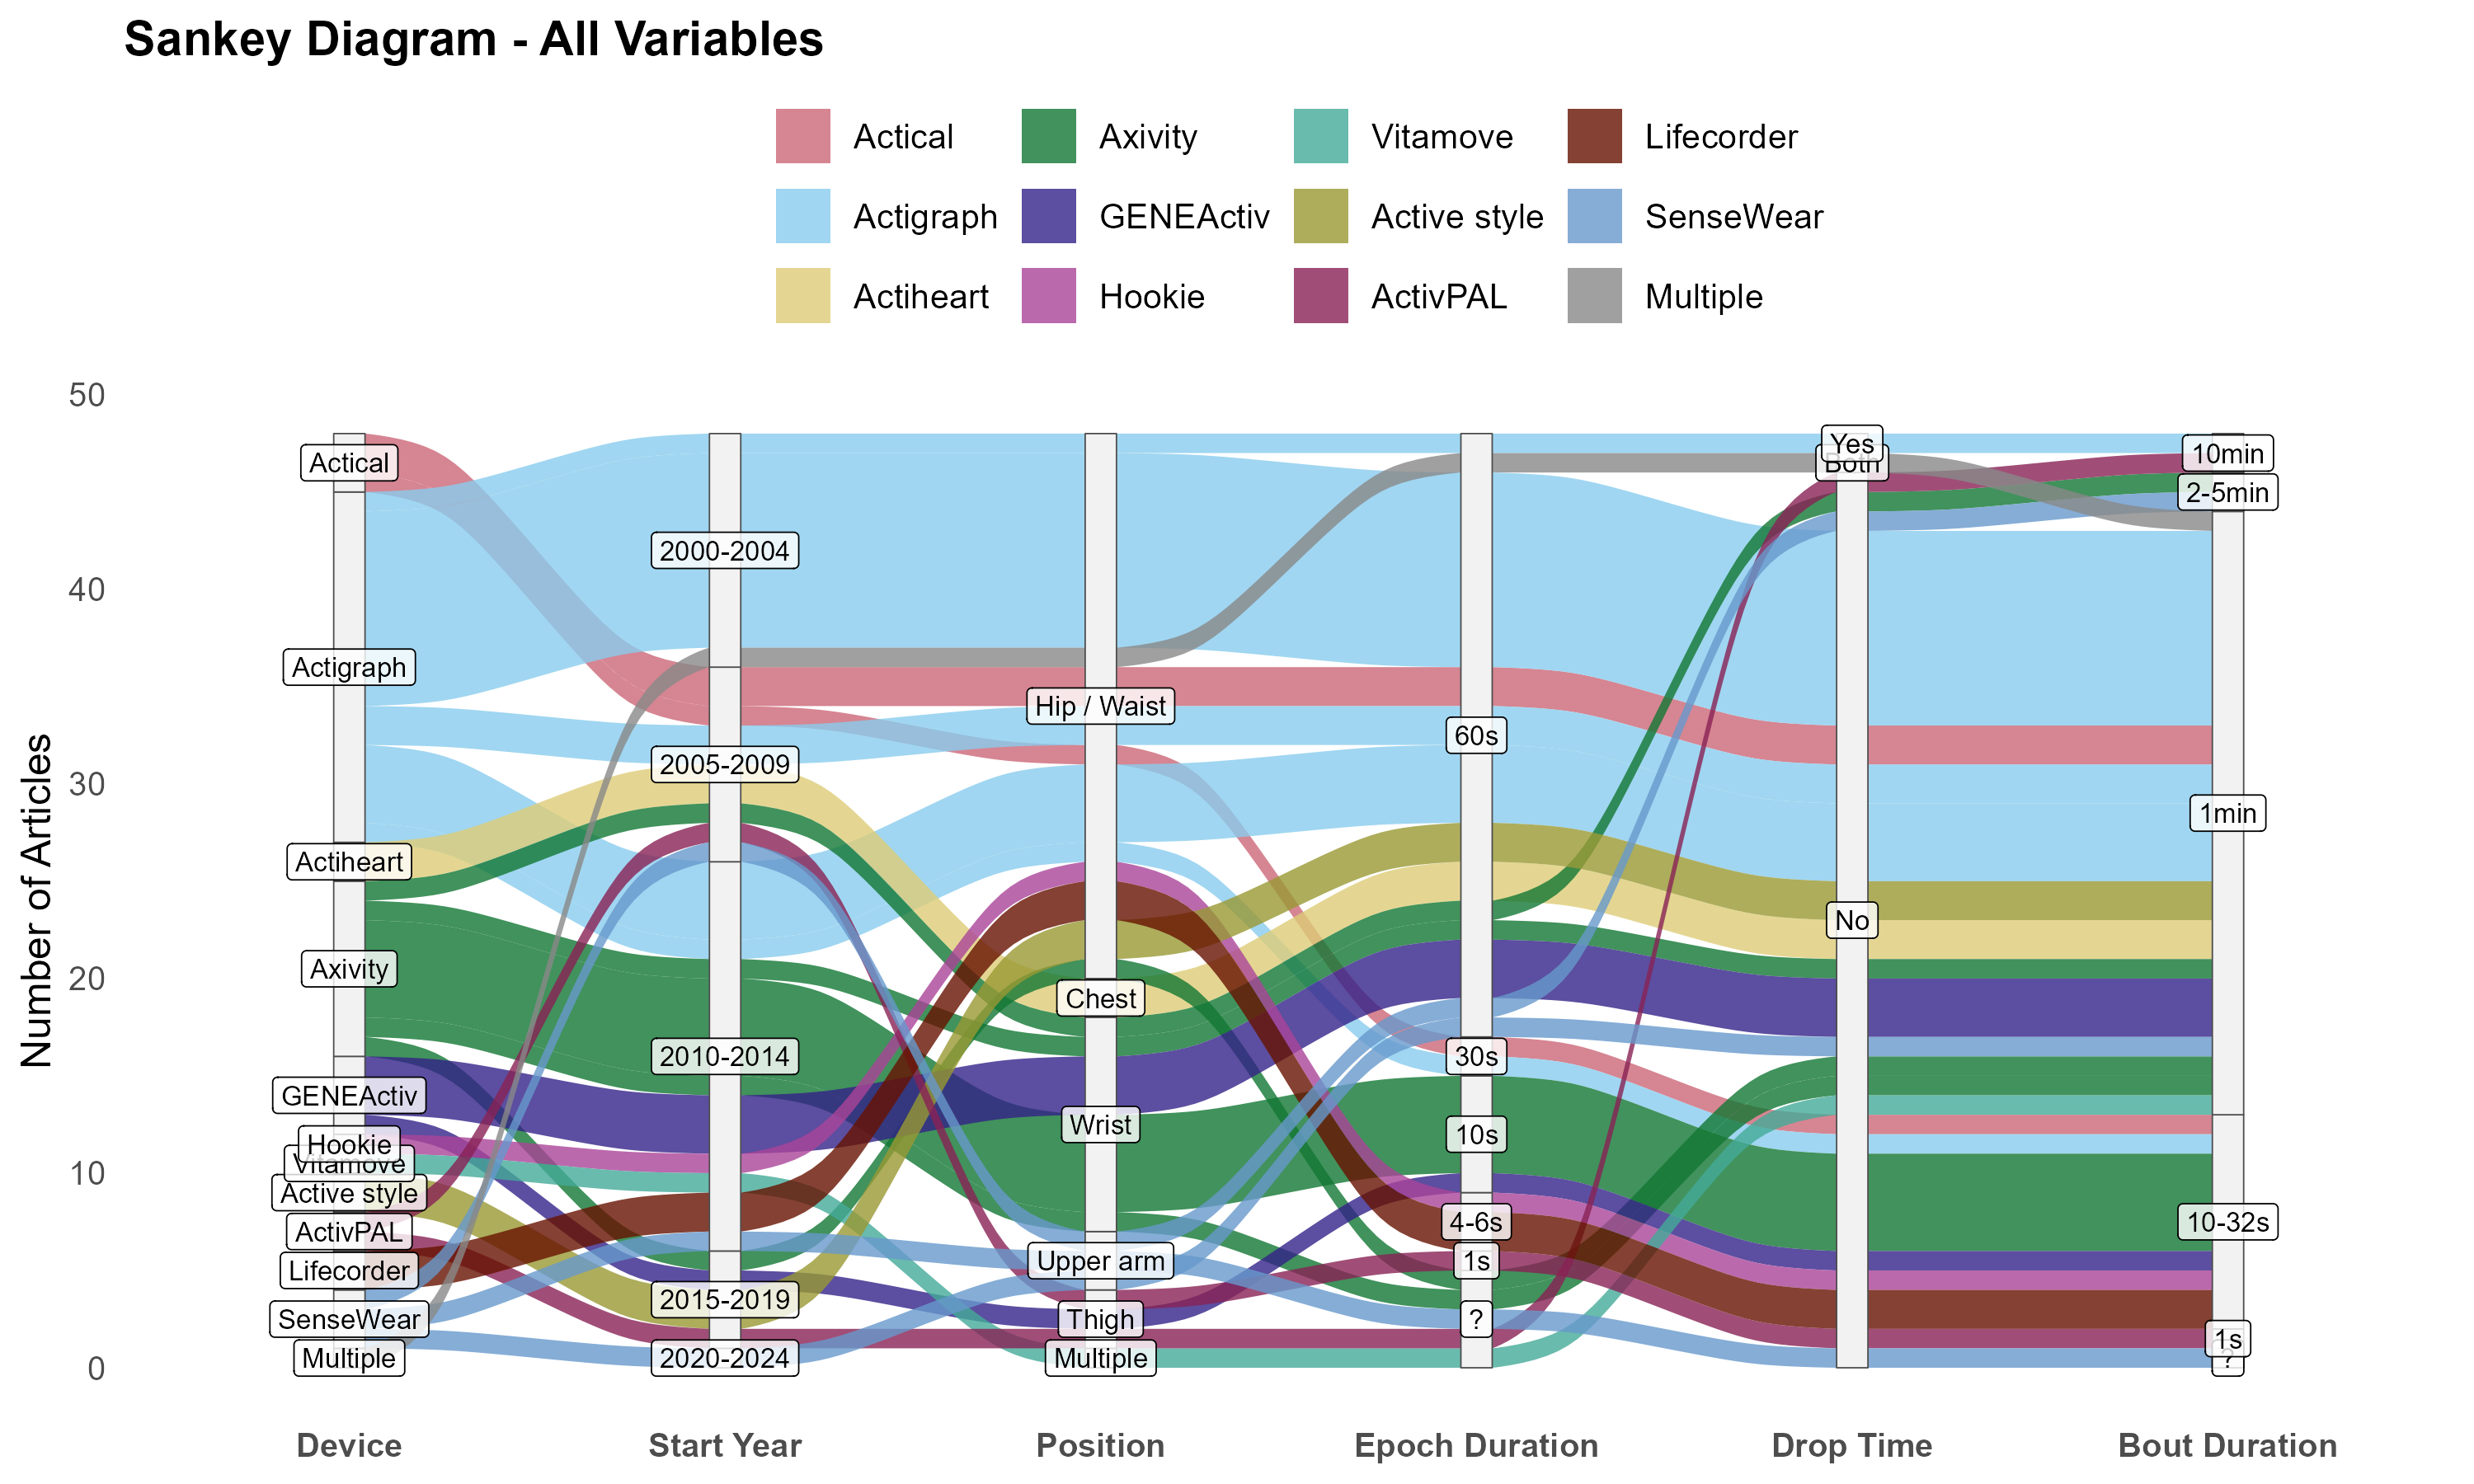 Sankey Diagram - All Variables
Actical
Axivity
Vitamove
Lifecorder
Actigraph
GENEActiv
Active style
SenseWear
Actiheart
Hookie
ActivPAL
Multiple
Number of Articles
50
40
30
20
10
0
Actical
Actigraph
Actiheart
Axivity
GENEActiv
Hookie
Vitamove
Active style
ActivPAL
Lifecorder
SenseWear
Multiple
2000-2004
2005-2009
2010-2014
2015-2019
2020-2024
Hip / Waist
Chest
Wrist
Upper arm
Thigh
Multiple
60s
30s
10s
4-6s
1s
?
Yes
Both
No
10min
2-5min
1min
10-32s
1s
?
Device
Start Year
Position
Epoch Duration
Drop Time
Bout Duration